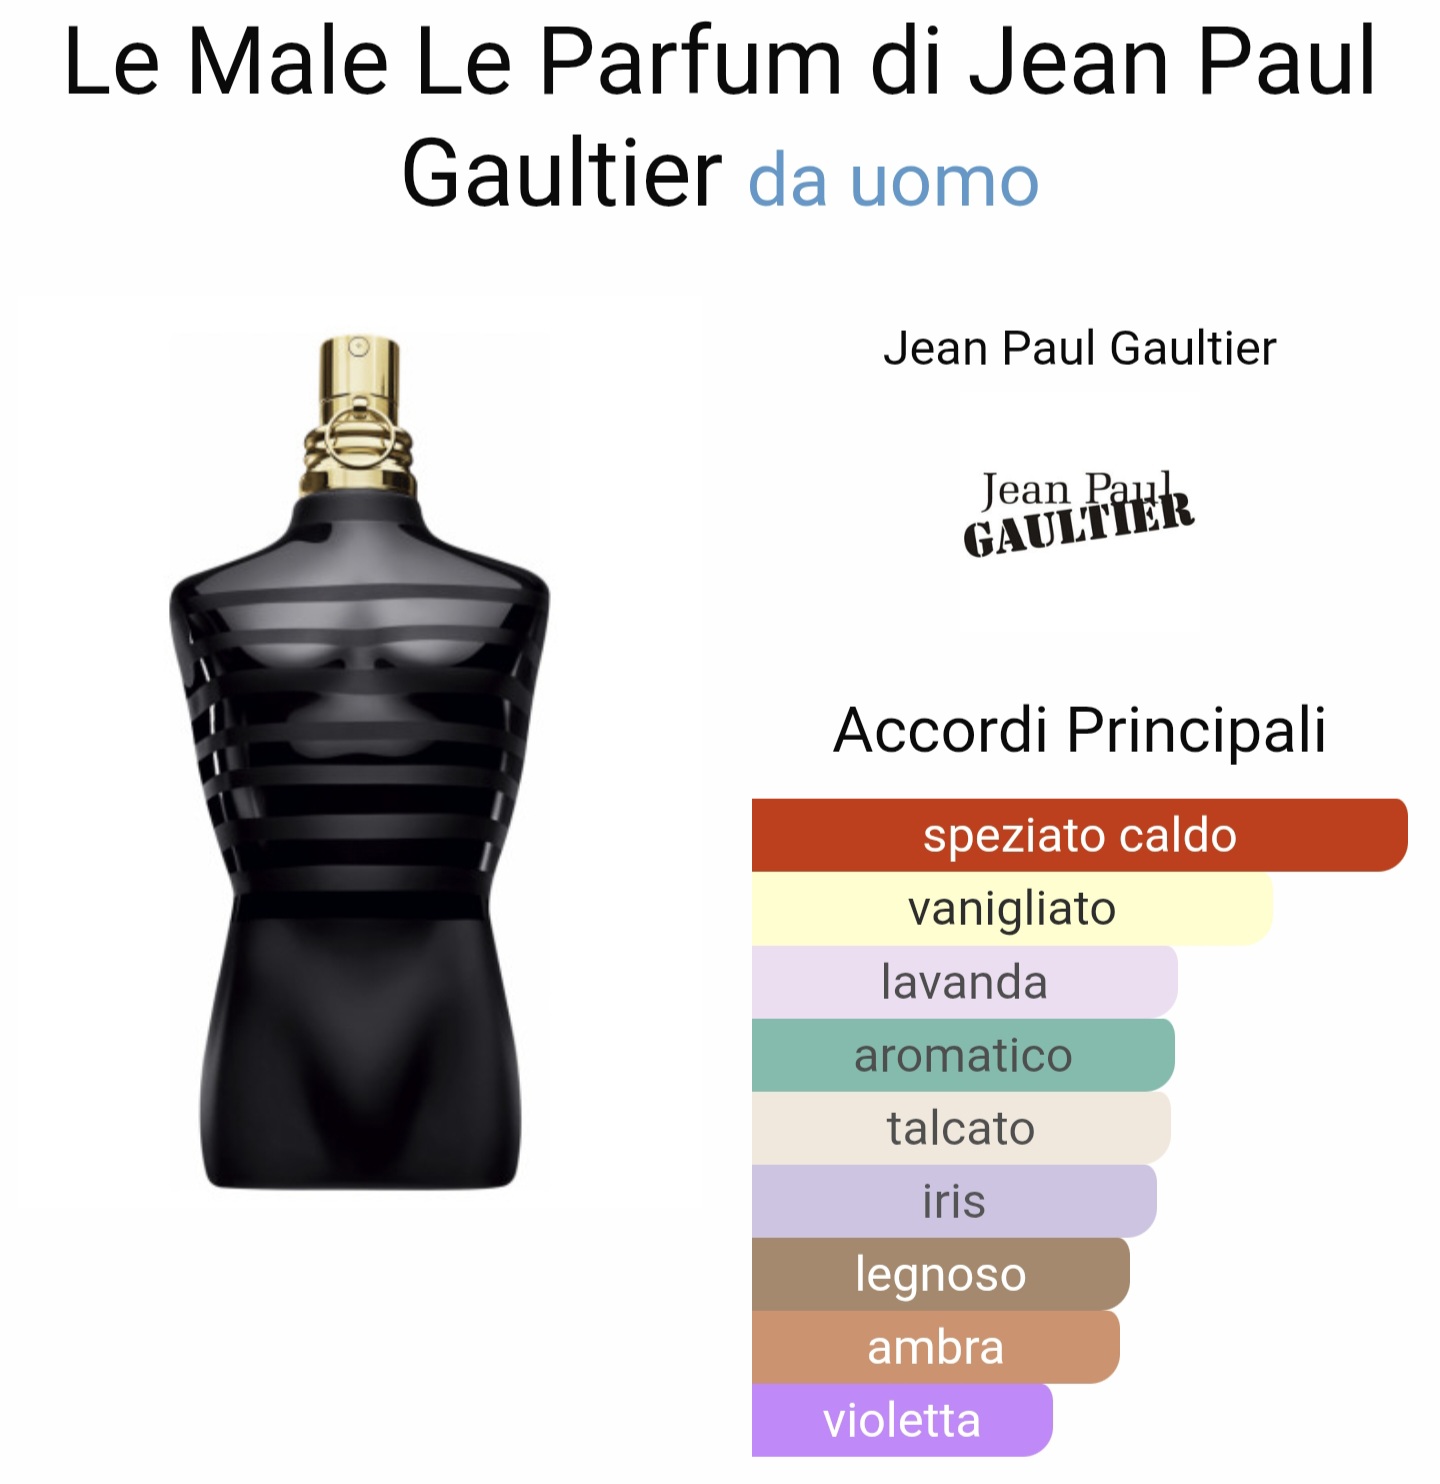 Le Male Le Parfum di Jean Paul
Gaultier da uomo
Jean Paul Gaultier
Jean Paul
GAULTIER
Accordi Principali
speziato caldo
vanigliato
lavanda
aromatico
talcato
iris
legnoso
ambra
violetta